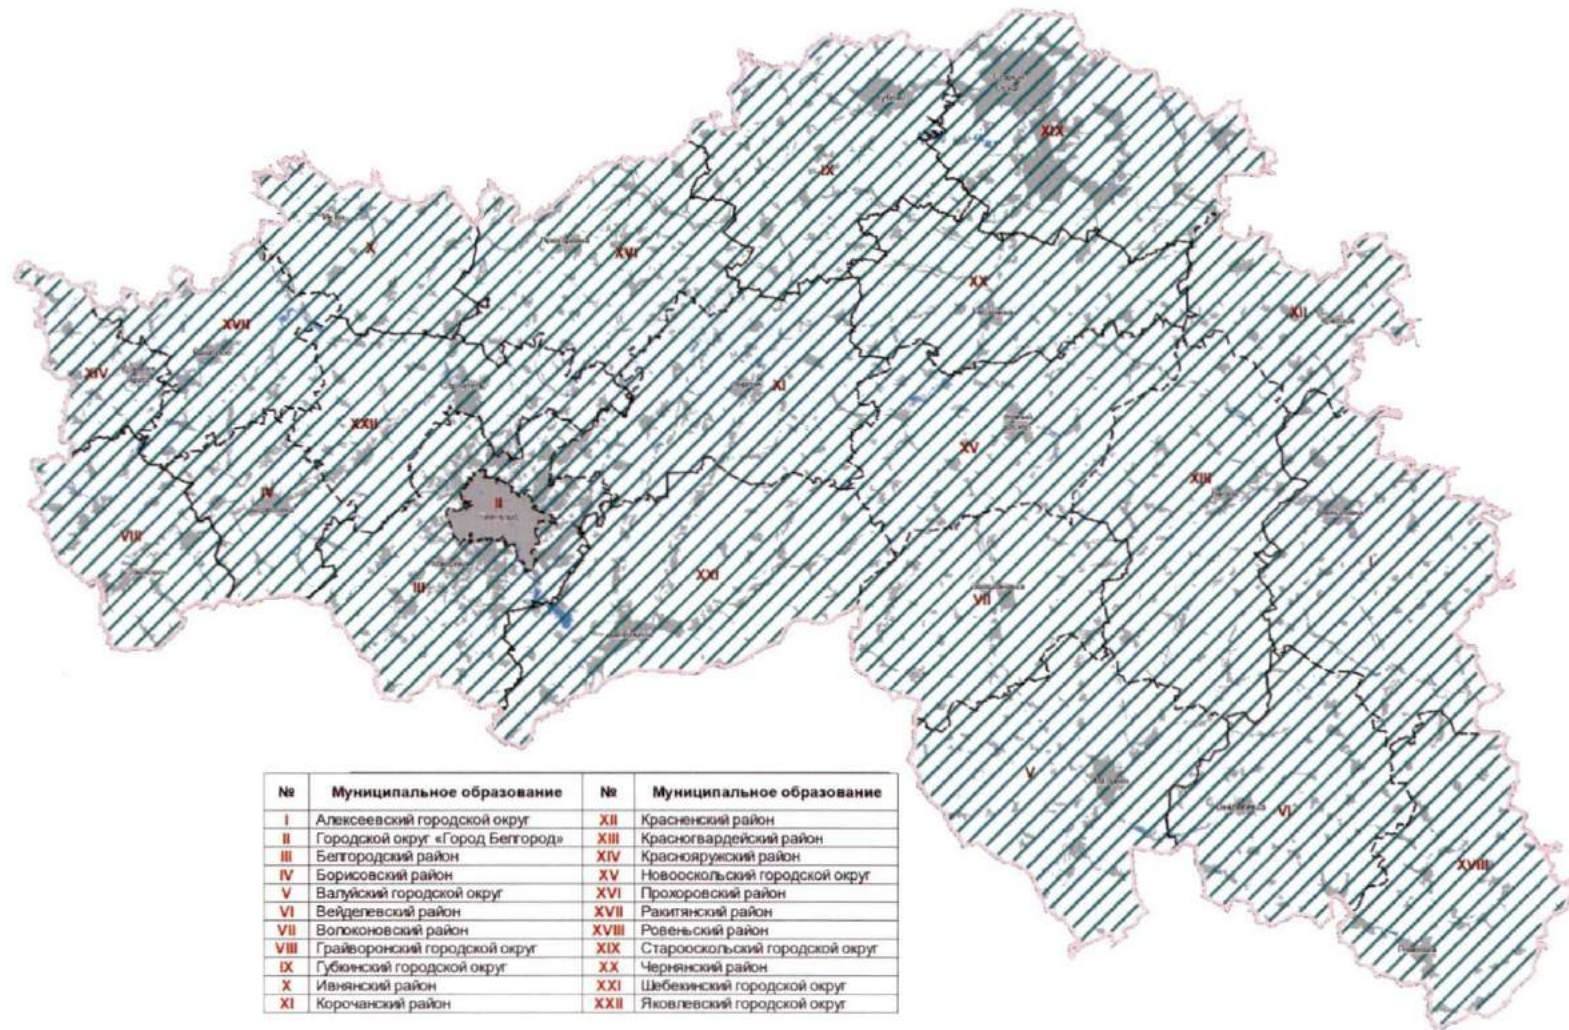 XIX
IX
X
XVI
XX
XII
XVII
XIV
XI
XXII
XV
XIII
IV
II
VIII
I
III
XXI
VII
V
VI
XVIII
№ Муниципальное образование № Муниципальное образование
I Алексеевский городской округ XII Красненский район
II Городской округ «Город Белгород» XIII Красногвардейский район
III Белгородский район XIV Краснояружский район
IV Борисовский район XV Новооскольский городской округ
V Валуйский городской округ XVI Прохоровский район
VI Вейделевский район XVII Ракитянский район
VII Волоконовский район XVIII Ровеньский район
VIII Грайворонский городской округ XIX Старооскольский городской округ
IX Губкинский городской округ XX Чернянский район
X Ивнянский район XXI Шебекинский городской округ
XI Корочанский район XXII Яковлевский городской округ